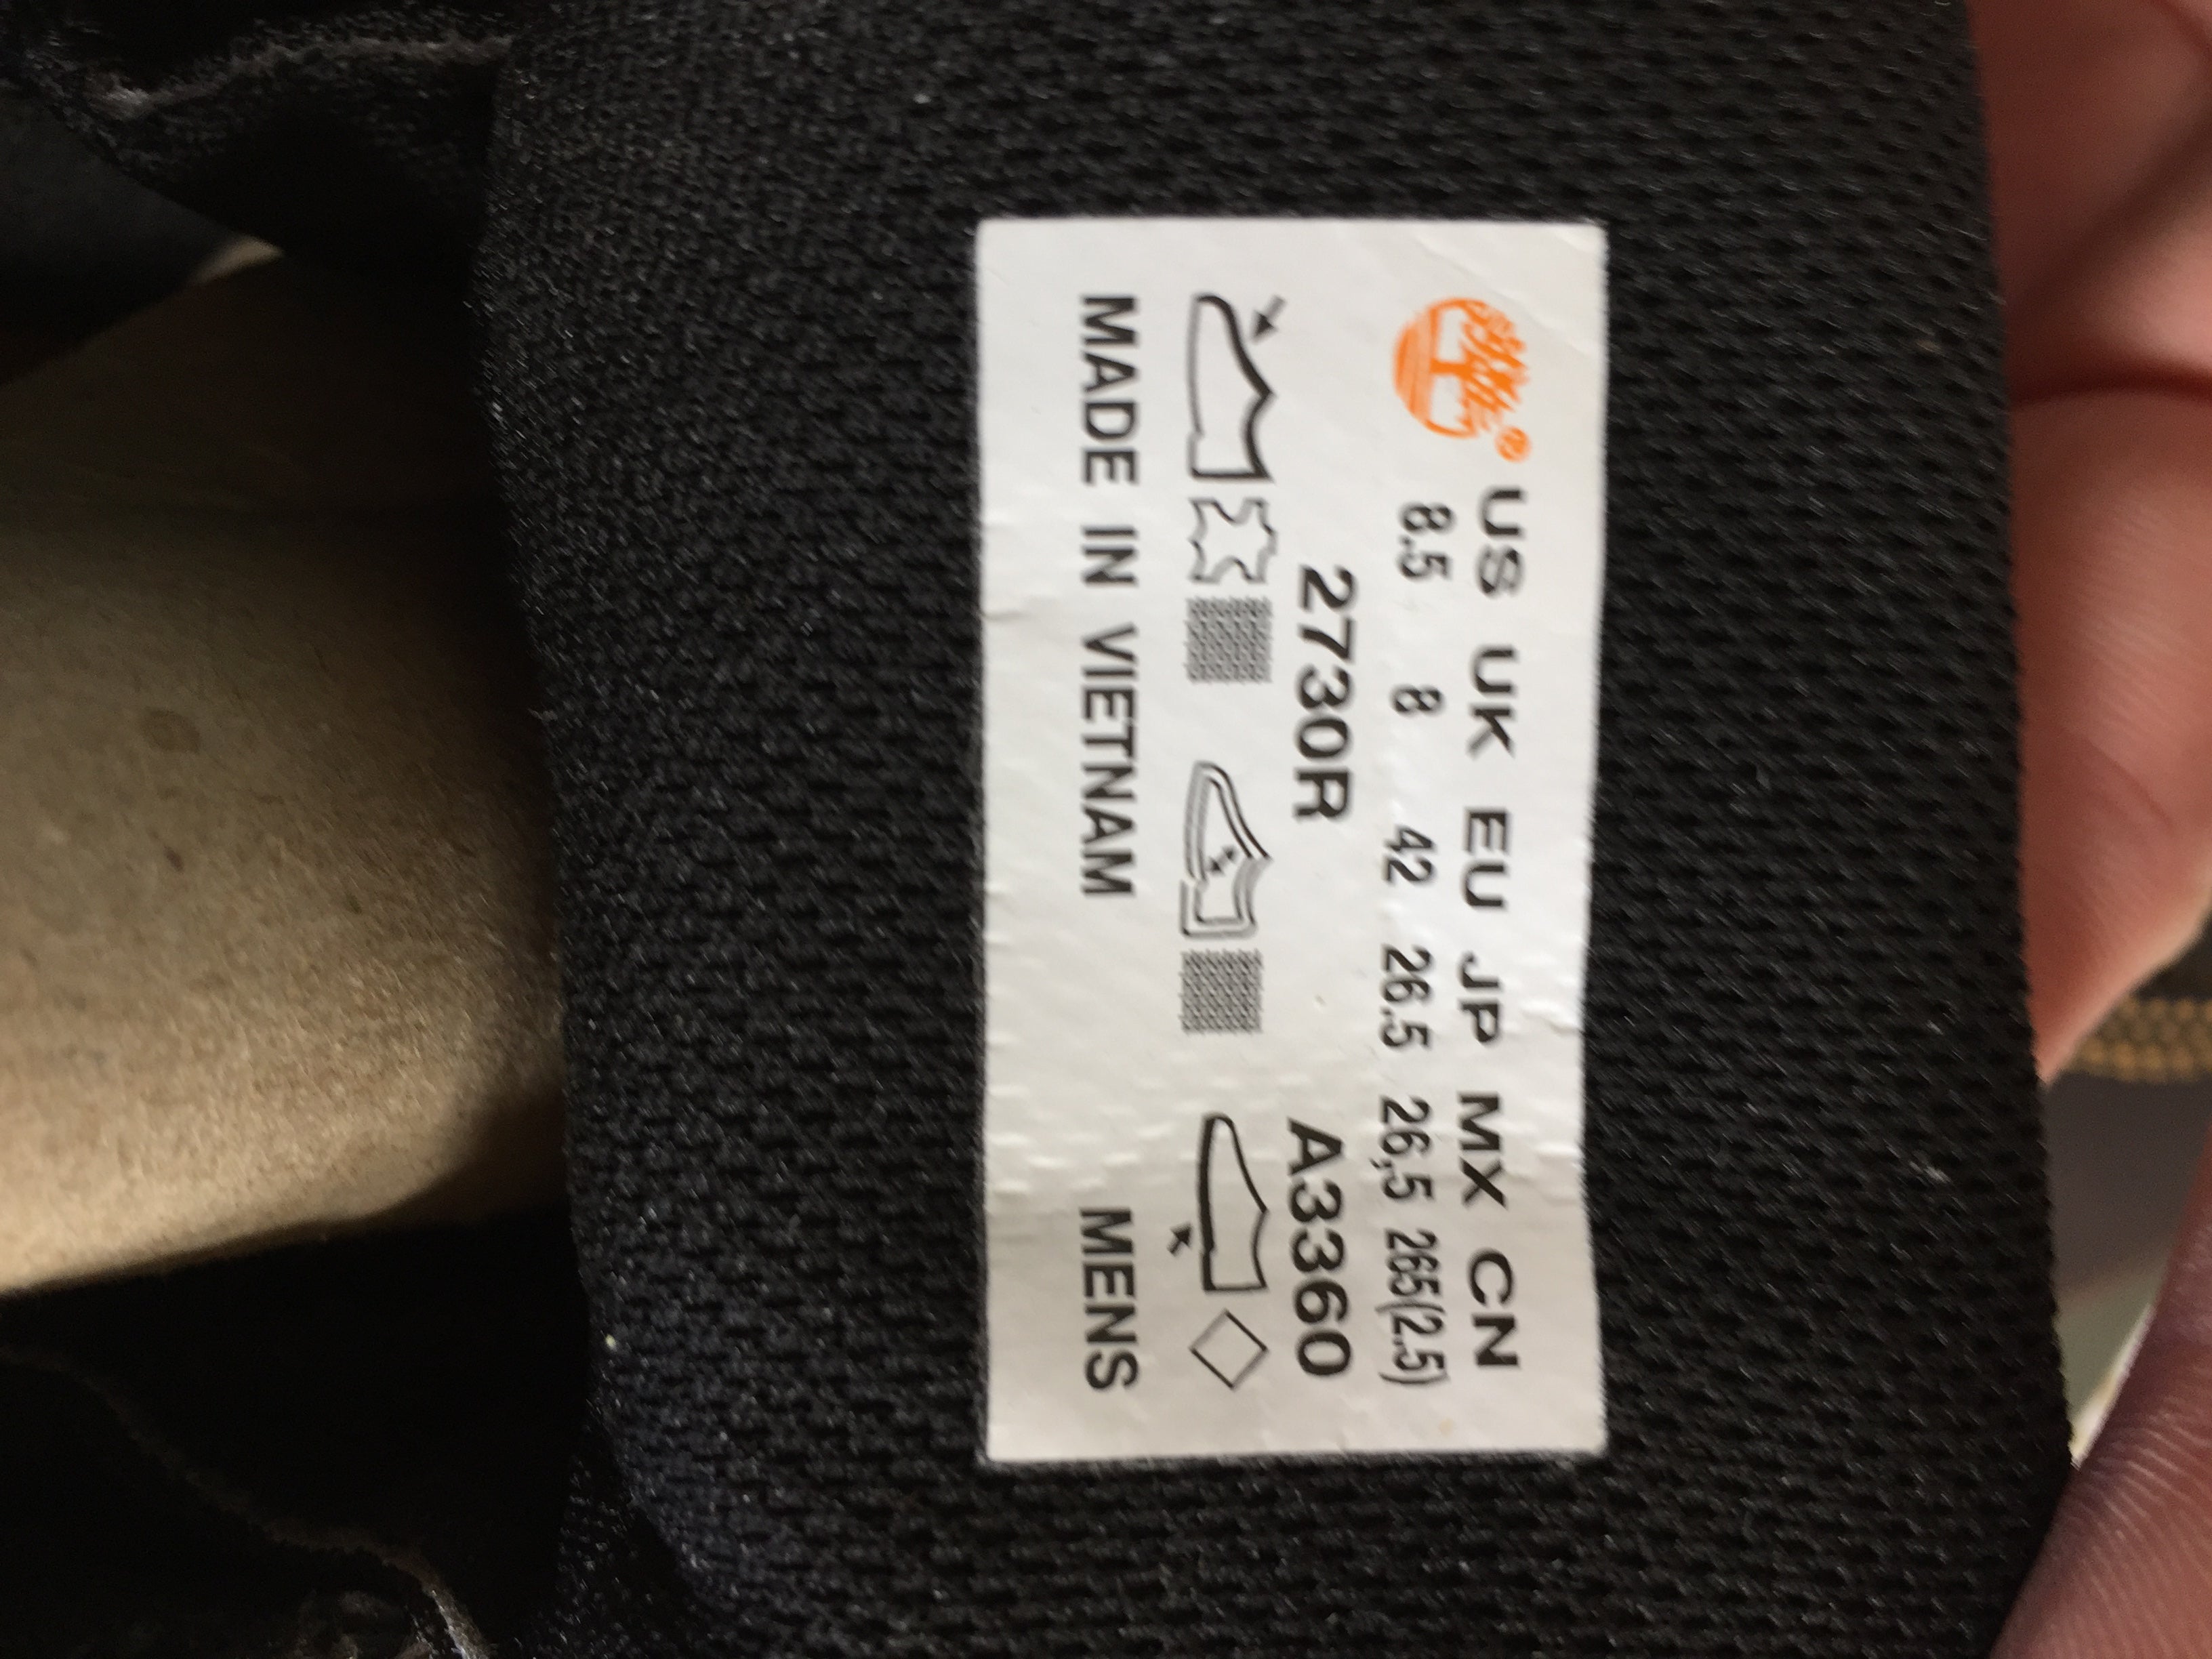 ® US UK EU JP MX CN
8.5 8 42 26.5 26,5 265(2.5)
2730R A3360
MADE IN VIETNAM MENS